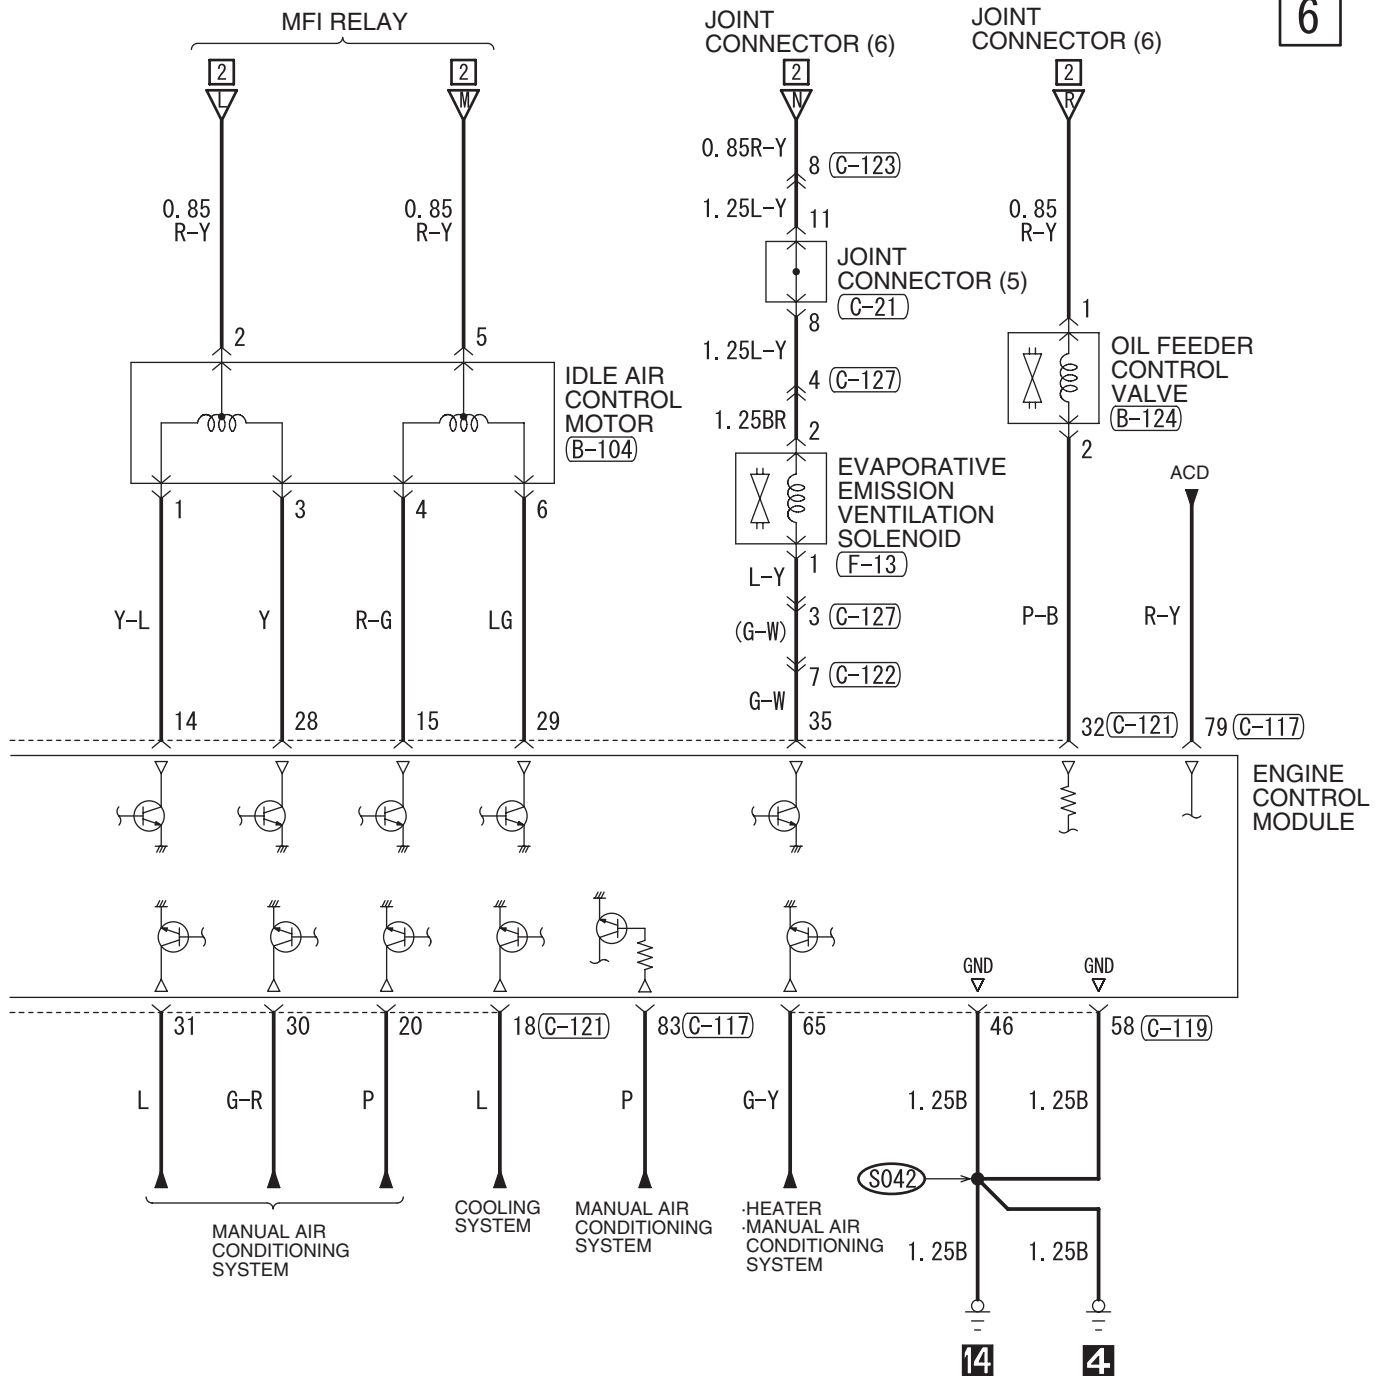 6
MFI RELAY
JOINT
CONNECTOR (6)
JOINT
CONNECTOR (6)
2
2
2
2
L
M
N
R
0.85R-Y
8 (C-123)
1.25L-Y
11
0.85
R-Y
0.85
R-Y
0.85
R-Y
JOINT
CONNECTOR (5)
C-21
8
1
2
5
1.25L-Y
4 (C-127)
OIL FEEDER
CONTROL
VALVE
B-124
IDLE AIR
CONTROL
MOTOR
B-104
1.25BR
2
2
EVAPORATIVE
EMISSION
VENTILATION
SOLENOID
F-13
ACD
1
3
4
6
1
L-Y
3 (C-127)
(G-W)
7 (C-122)
G-W
Y-L
Y
R-G
LG
P-B
R-Y
14
28
15
29
35
32 (C-121)
79 (C-117)
ENGINE
CONTROL
MODULE
GND
GND
31
30
20
18 (C-121)
83 (C-117)
65
46
58 (C-119)
L
G-R
P
L
P
G-Y
1.25B
1.25B
S042
MANUAL AIR
CONDITIONING
SYSTEM
COOLING
SYSTEM
MANUAL AIR
CONDITIONING
SYSTEM
·HEATER
·MANUAL AIR
CONDITIONING
SYSTEM
1.25B
1.25B
14
4